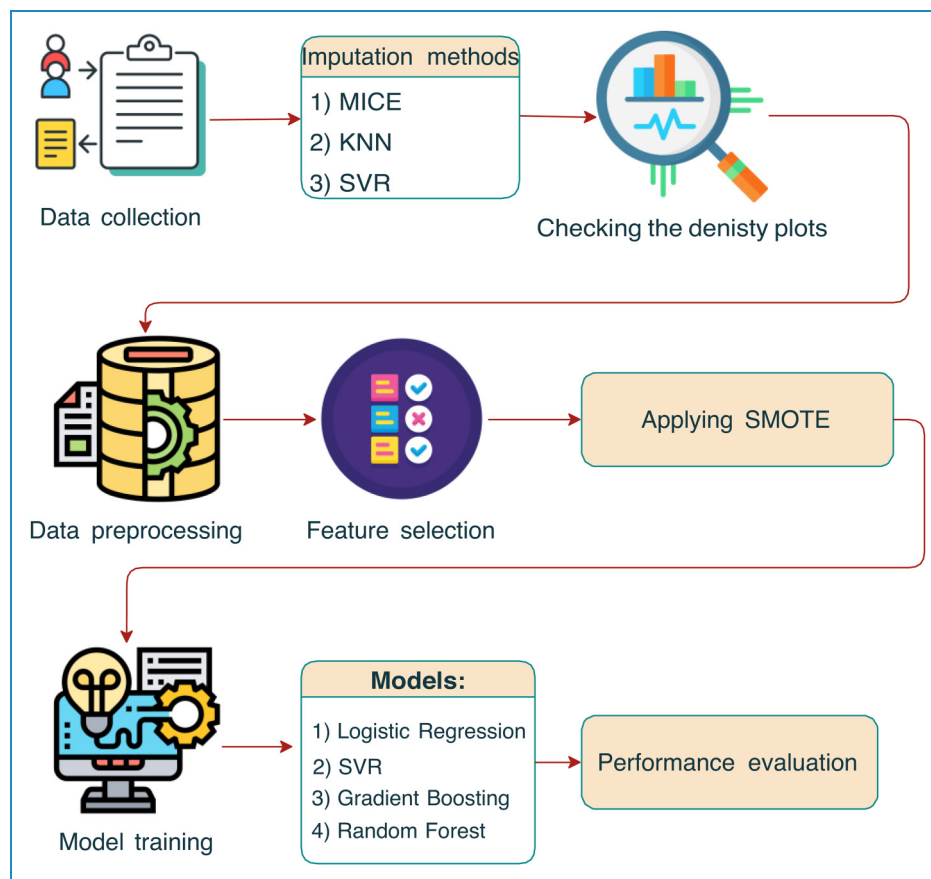 Imputation methods
1) MICE
2) KNN
3) SVR
Data collection
Checking the denisty plots
Applying SMOTE
Data preprocessing
Feature selection
Models:
1) Logistic Regression
2) SVR
3) Gradient Boosting
4) Random Forest
Performance evaluation
Model training